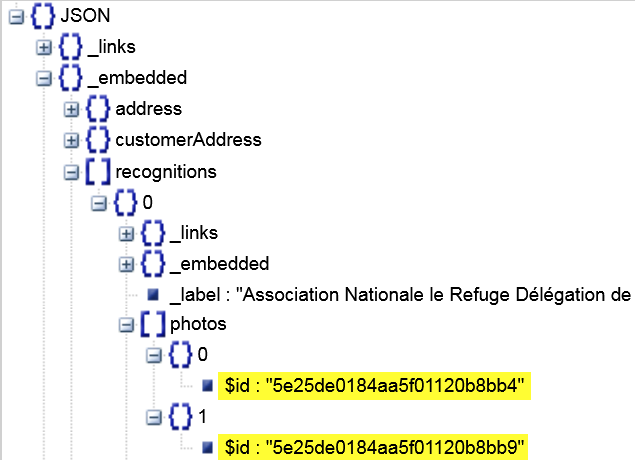 JSON
_links
_embedded
address
customerAddress
recognitions
0
_links
_embedded
_label : "Association Nationale le Refuge Délégation de
photos
0
$id : "5e25de0184aa5f01120b8bb4"
1
$id : "5e25de0184aa5f01120b8bb9"